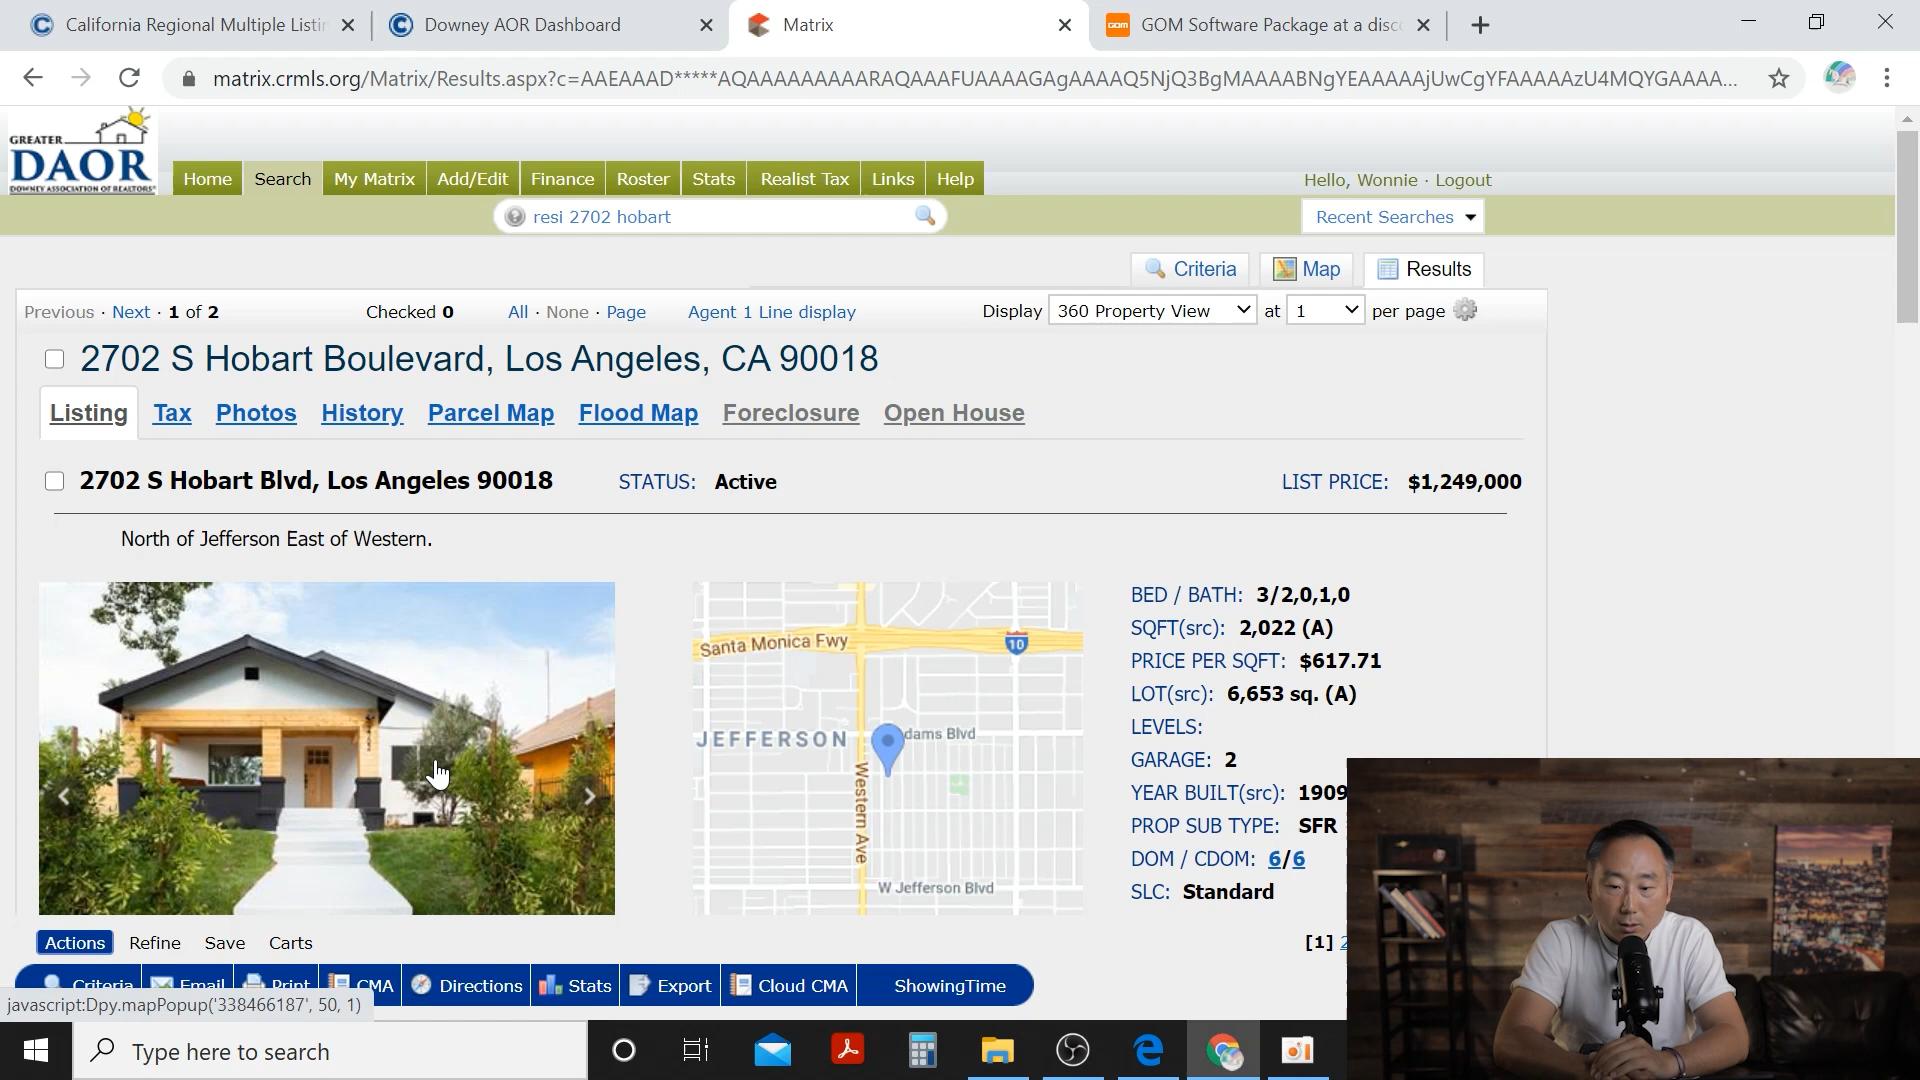 California Regional Multiple Listin
Downey AOR Dashboard
Matrix
GOM Software Package at a disc
matrix.crmls.org/Matrix/Results.aspx?c=AAEAAAD*****AQAAAAAAAAARAQAAAFUAAAAGAgAAAAQ5NjQ3BgMAAAABNgYEAAAAAjUwCgYFAAAAAzU4MQYGAAAA...
GREATER
DAOR
DOWNEY ASSOCIATION OF REALTORS®
Home Search My Matrix Add/Edit Finance Roster Stats Realist Tax Links Help
Hello, Wonnie · Logout
resi 2702 hobart
Recent Searches
Criteria Map Results
Previous · Next · 1 of 2 Checked 0 All · None · Page Agent 1 Line display Display 360 Property View at 1 per page
2702 S Hobart Boulevard, Los Angeles, CA 90018
Listing Tax Photos History Parcel Map Flood Map Foreclosure Open House
2702 S Hobart Blvd, Los Angeles 90018 STATUS: Active LIST PRICE: $1,249,000
North of Jefferson East of Western.
Santa Monica Fwy
10
JEFFERSON
dams Blvd
Western Ave
W Jefferson Blvd
BED / BATH: 3/2,0,1,0
SQFT(src): 2,022 (A)
PRICE PER SQFT: $617.71
LOT(src): 6,653 sq. (A)
LEVELS:
GARAGE: 2
YEAR BUILT(src): 1909
PROP SUB TYPE: SFR
DOM / CDOM: 6/6
SLC: Standard
Actions Refine Save Carts
[1] 2
Criteria Email Print CMA Directions Stats Export Cloud CMA ShowingTime
javascript:Dpy.mapPopup('338466187', 50, 1)
Type here to search